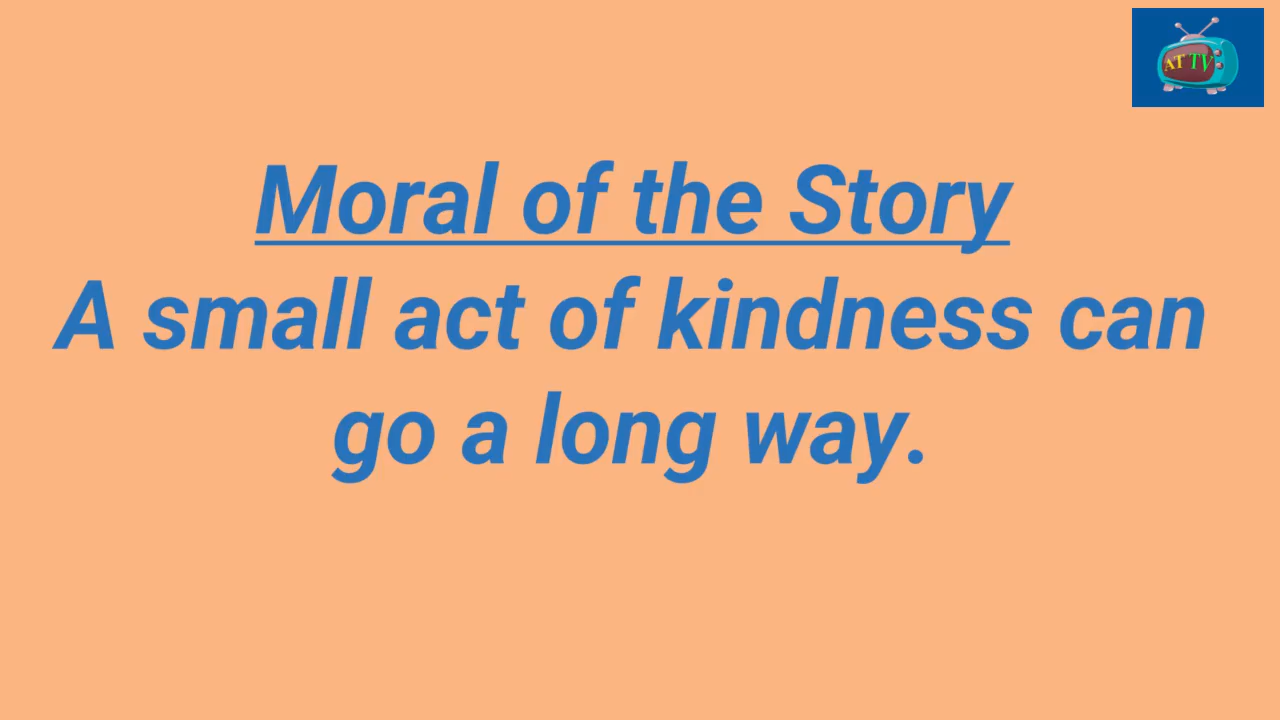 AT TV
Moral of the Story
A small act of kindness can
go a long way.